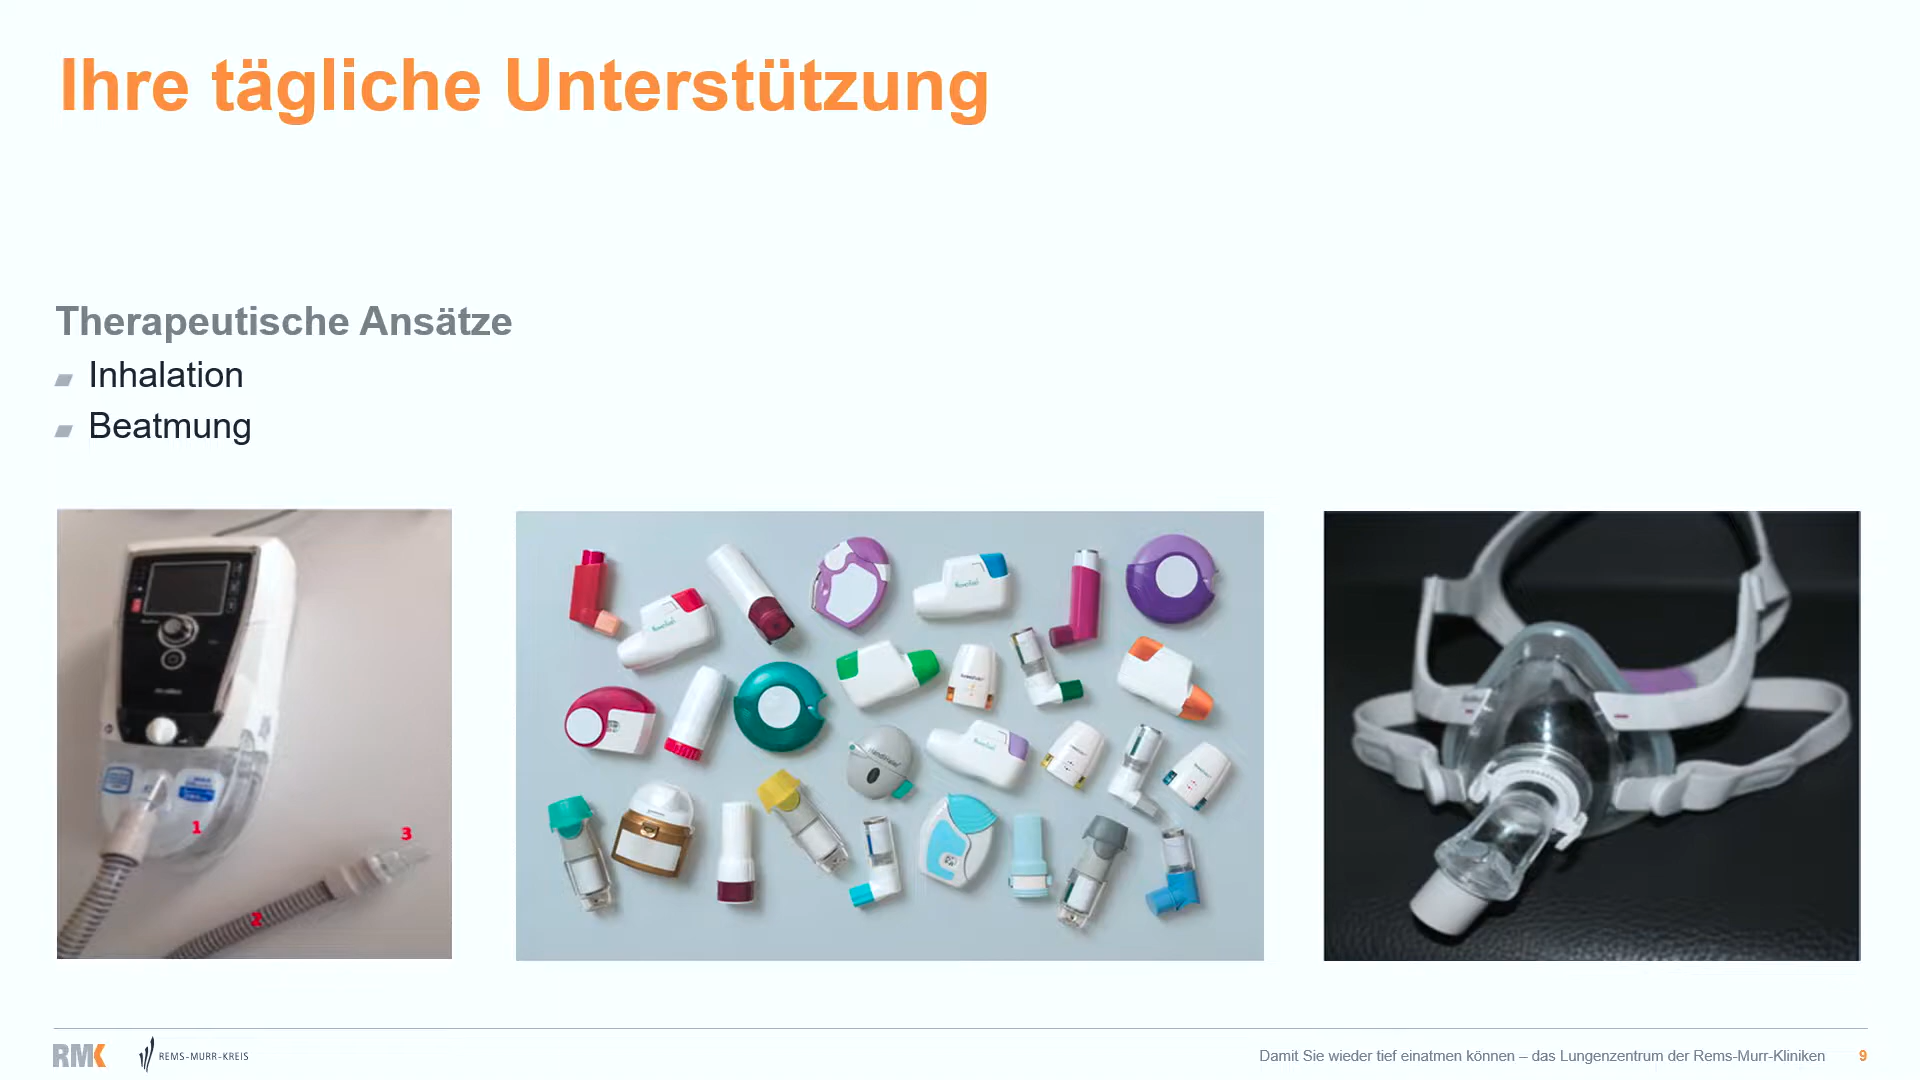 Ihre tägliche Unterstützung
Therapeutische Ansätze
Inhalation
Beatmung
1
2
3
HandiHaler
RMK
REMS-MURR-KREIS
Damit Sie wieder tief einatmen können – das Lungenzentrum der Rems-Murr-Kliniken
9